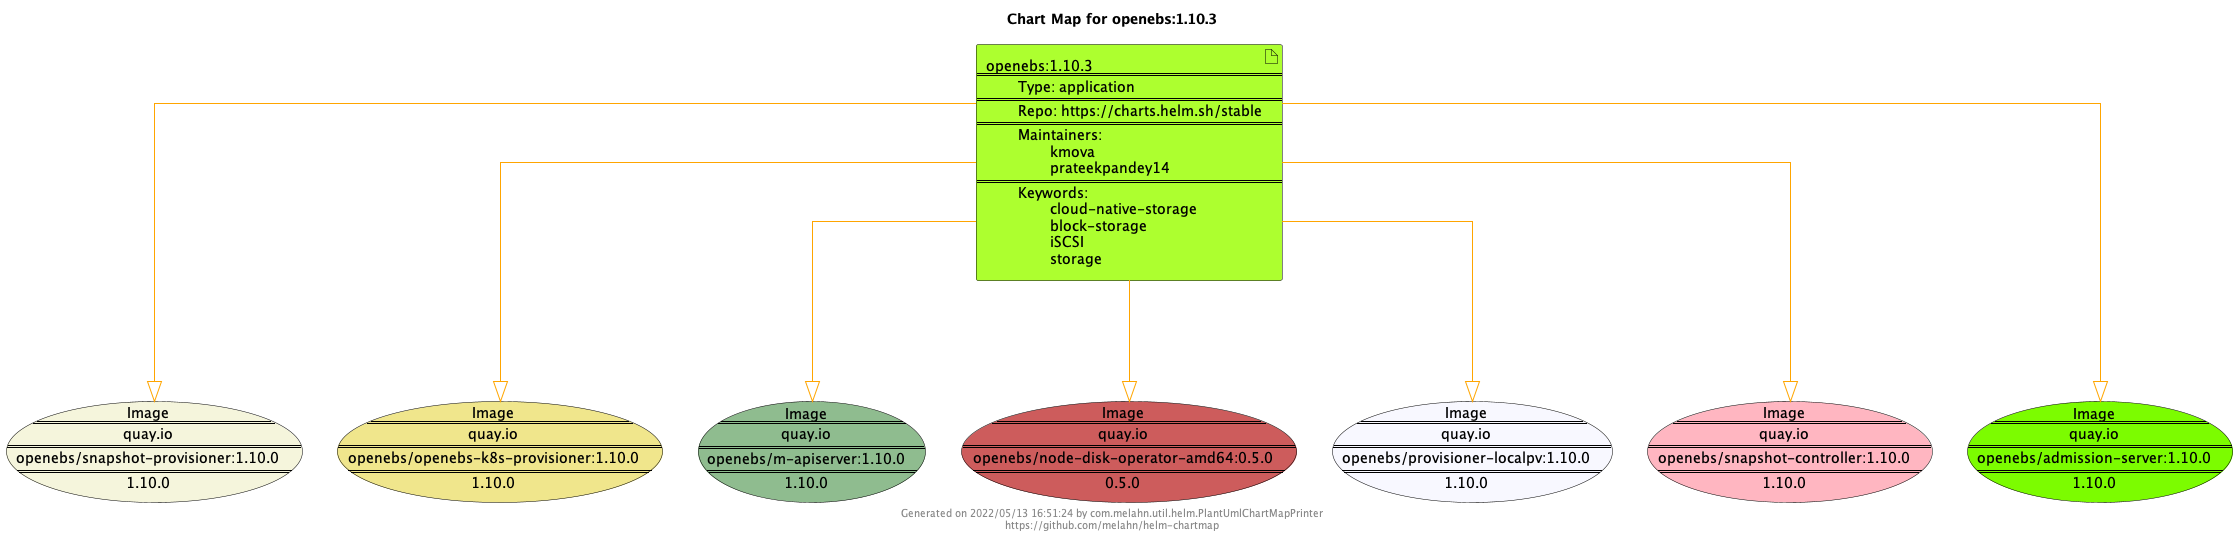 Chart Map for openebs:1.10.3
openebs:1.10.3
Type: application
Repo: https://charts.helm.sh/stable
Maintainers:
kmova
prateekpandey14
Keywords:
cloud-native-storage
block-storage
iSCSI
storage
Image
quay.io
openebs/snapshot-provisioner:1.10.0
1.10.0
Image
quay.io
openebs/openebs-k8s-provisioner:1.10.0
1.10.0
Image
quay.io
openebs/m-apiserver:1.10.0
1.10.0
Image
quay.io
openebs/node-disk-operator-amd64:0.5.0
0.5.0
Image
quay.io
openebs/provisioner-localpv:1.10.0
1.10.0
Image
quay.io
openebs/snapshot-controller:1.10.0
1.10.0
Image
quay.io
openebs/admission-server:1.10.0
1.10.0
Generated on 2022/05/13 16:51:24 by com.melahn.util.helm.PlantUmlChartMapPrinter
https://github.com/melahn/helm-chartmap